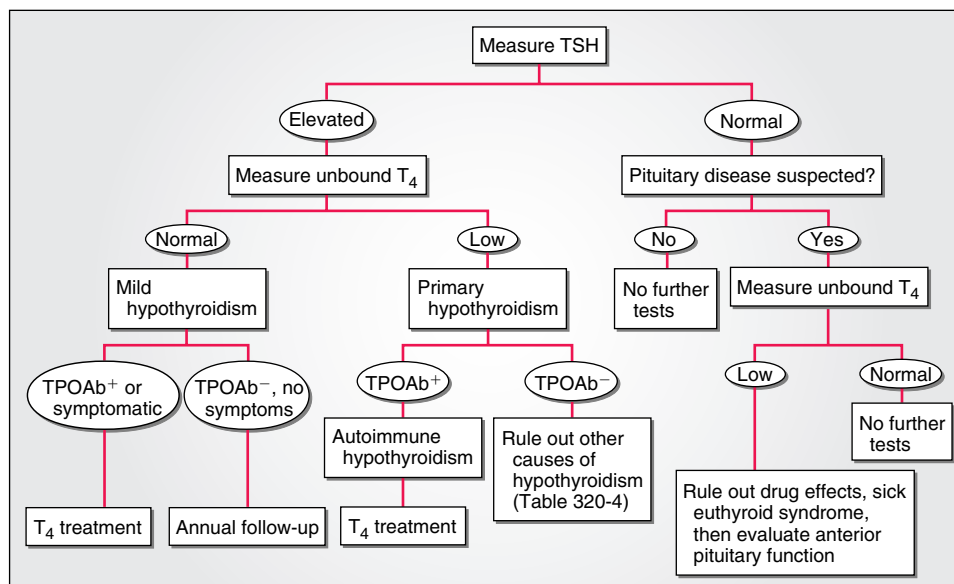 Measure TSH
Elevated
Normal
Measure unbound T₄
Pituitary disease suspected?
Normal
Low
No
Yes
Mild
hypothyroidism
Primary
hypothyroidism
No further
tests
Measure unbound T₄
TPOAb⁺ or
symptomatic
TPOAb⁻, no
symptoms
TPOAb⁺
TPOAb⁻
Low
Normal
Autoimmune
hypothyroidism
Rule out other
causes of
hypothyroidism
(Table 320-4)
No further
tests
T₄ treatment
Annual follow-up
T₄ treatment
Rule out drug effects, sick
euthyroid syndrome,
then evaluate anterior
pituitary function